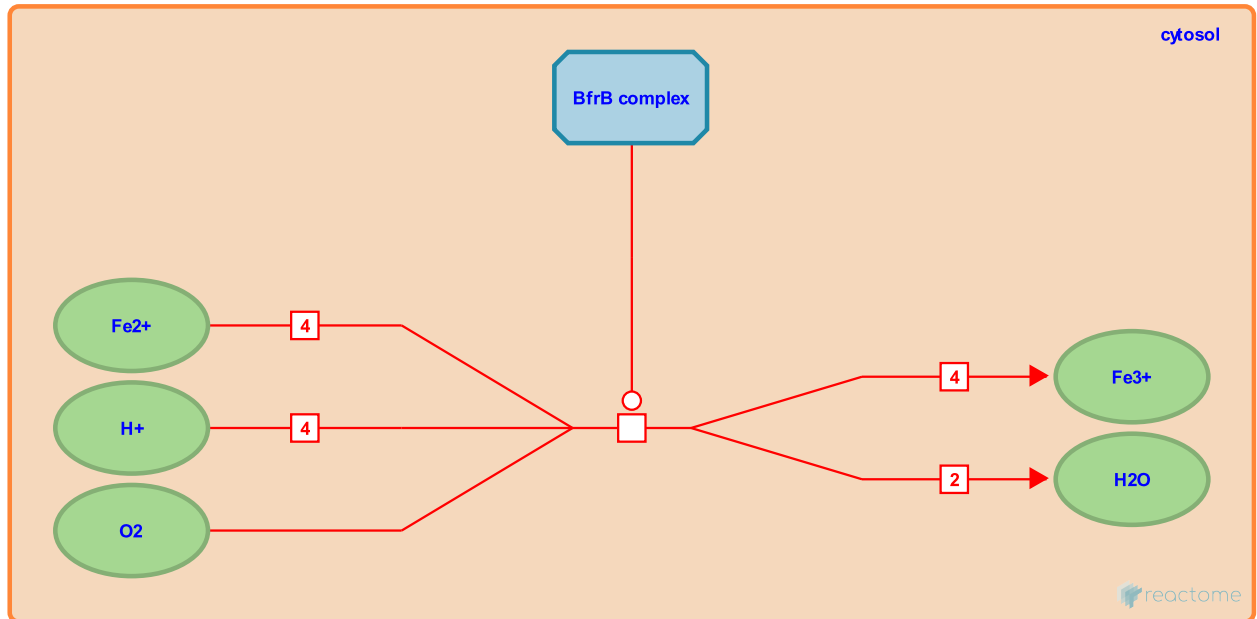 cytosol
BfrB complex
Fe2+
4
H+
4
O2
4
Fe3+
2
H2O
reactome